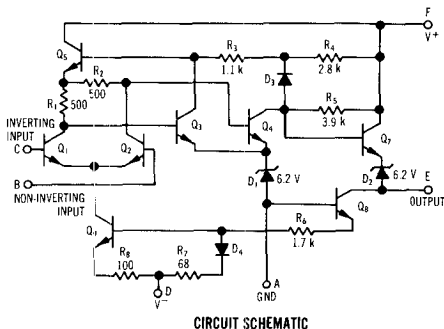 F
V+
Q5
R3
1.1 k
R4
2.8 k
R2
500
R1
500
D3
R5
3.9 k
INVERTING
INPUT
C
Q1
Q2
Q3
Q4
Q7
B
NON-INVERTING
INPUT
D1
6.2 V
D2
6.2 V
E
OUTPUT
Q8
R6
1.7 k
D4
R8
100
R7
68
D
V−
A
GND
CIRCUIT SCHEMATIC